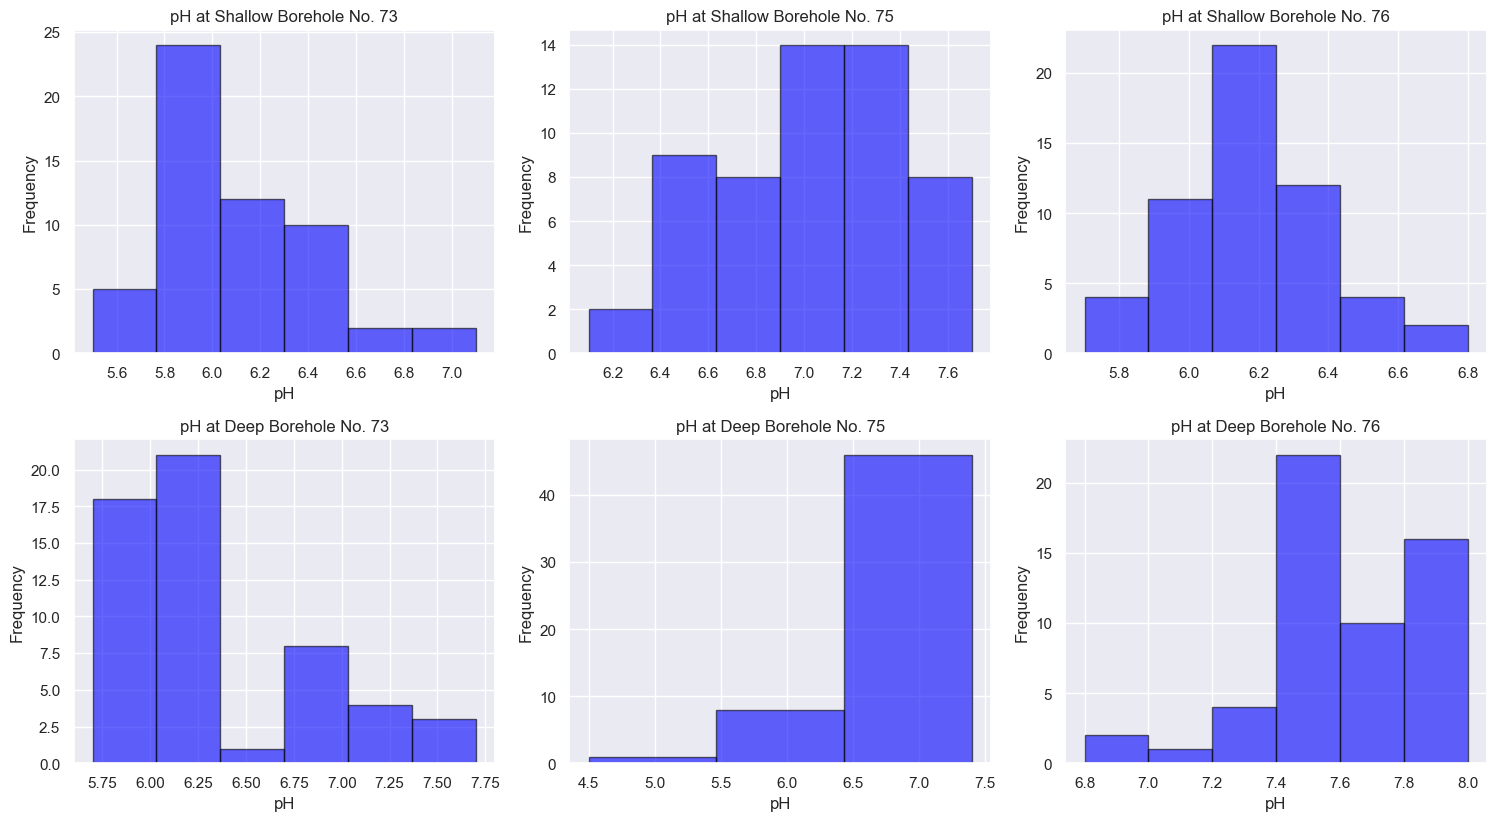 pH at Shallow Borehole No. 73
25
20
15
10
5
0
Frequency
5.6 5.8 6.0 6.2 6.4 6.6 6.8 7.0
pH
pH at Shallow Borehole No. 75
14
12
10
8
6
4
2
0
Frequency
6.2 6.4 6.6 6.8 7.0 7.2 7.4 7.6
pH
pH at Shallow Borehole No. 76
20
15
10
5
0
Frequency
5.8 6.0 6.2 6.4 6.6 6.8
pH
pH at Deep Borehole No. 73
20.0
17.5
15.0
12.5
10.0
7.5
5.0
2.5
0.0
Frequency
5.75 6.00 6.25 6.50 6.75 7.00 7.25 7.50 7.75
pH
pH at Deep Borehole No. 75
40
30
20
10
0
Frequency
4.5 5.0 5.5 6.0 6.5 7.0 7.5
pH
pH at Deep Borehole No. 76
20
15
10
5
0
Frequency
6.8 7.0 7.2 7.4 7.6 7.8 8.0
pH